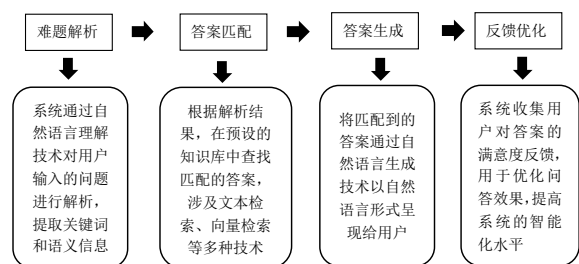 难题解析
答案匹配
答案生成
反馈优化
系统通过自
然语言理解
技术对用户
输入的问题
进行解析，
提取关键词
和语义信息
根据解析结
果，在预设的
知识库中查找
匹配的答案，
涉及文本检
索、向量检索
等多种技术
将匹配到的
答案通过自
然语言生成
技术以自然
语言形式呈
现给用户
系统收集用
户对答案的
满意度反馈，
用于优化问
答效果，提高
系统的智能
化水平